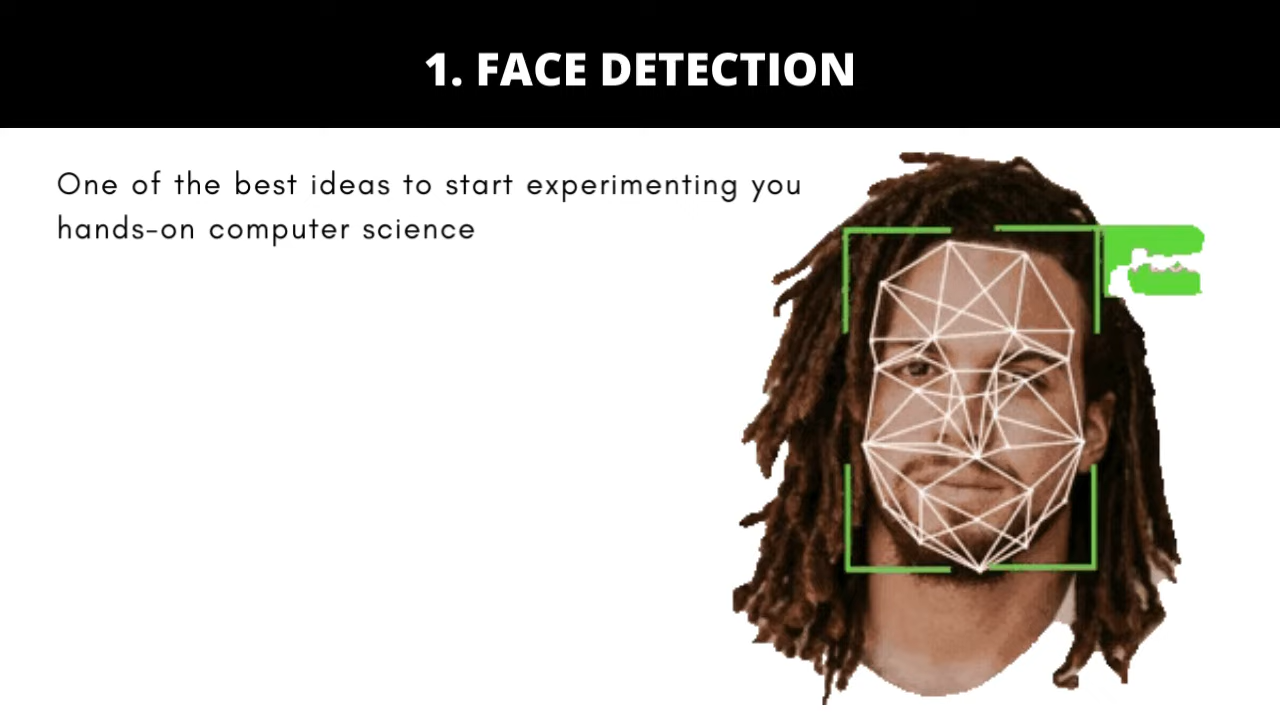 1. FACE DETECTION
One of the best ideas to start experimenting you
hands-on computer science